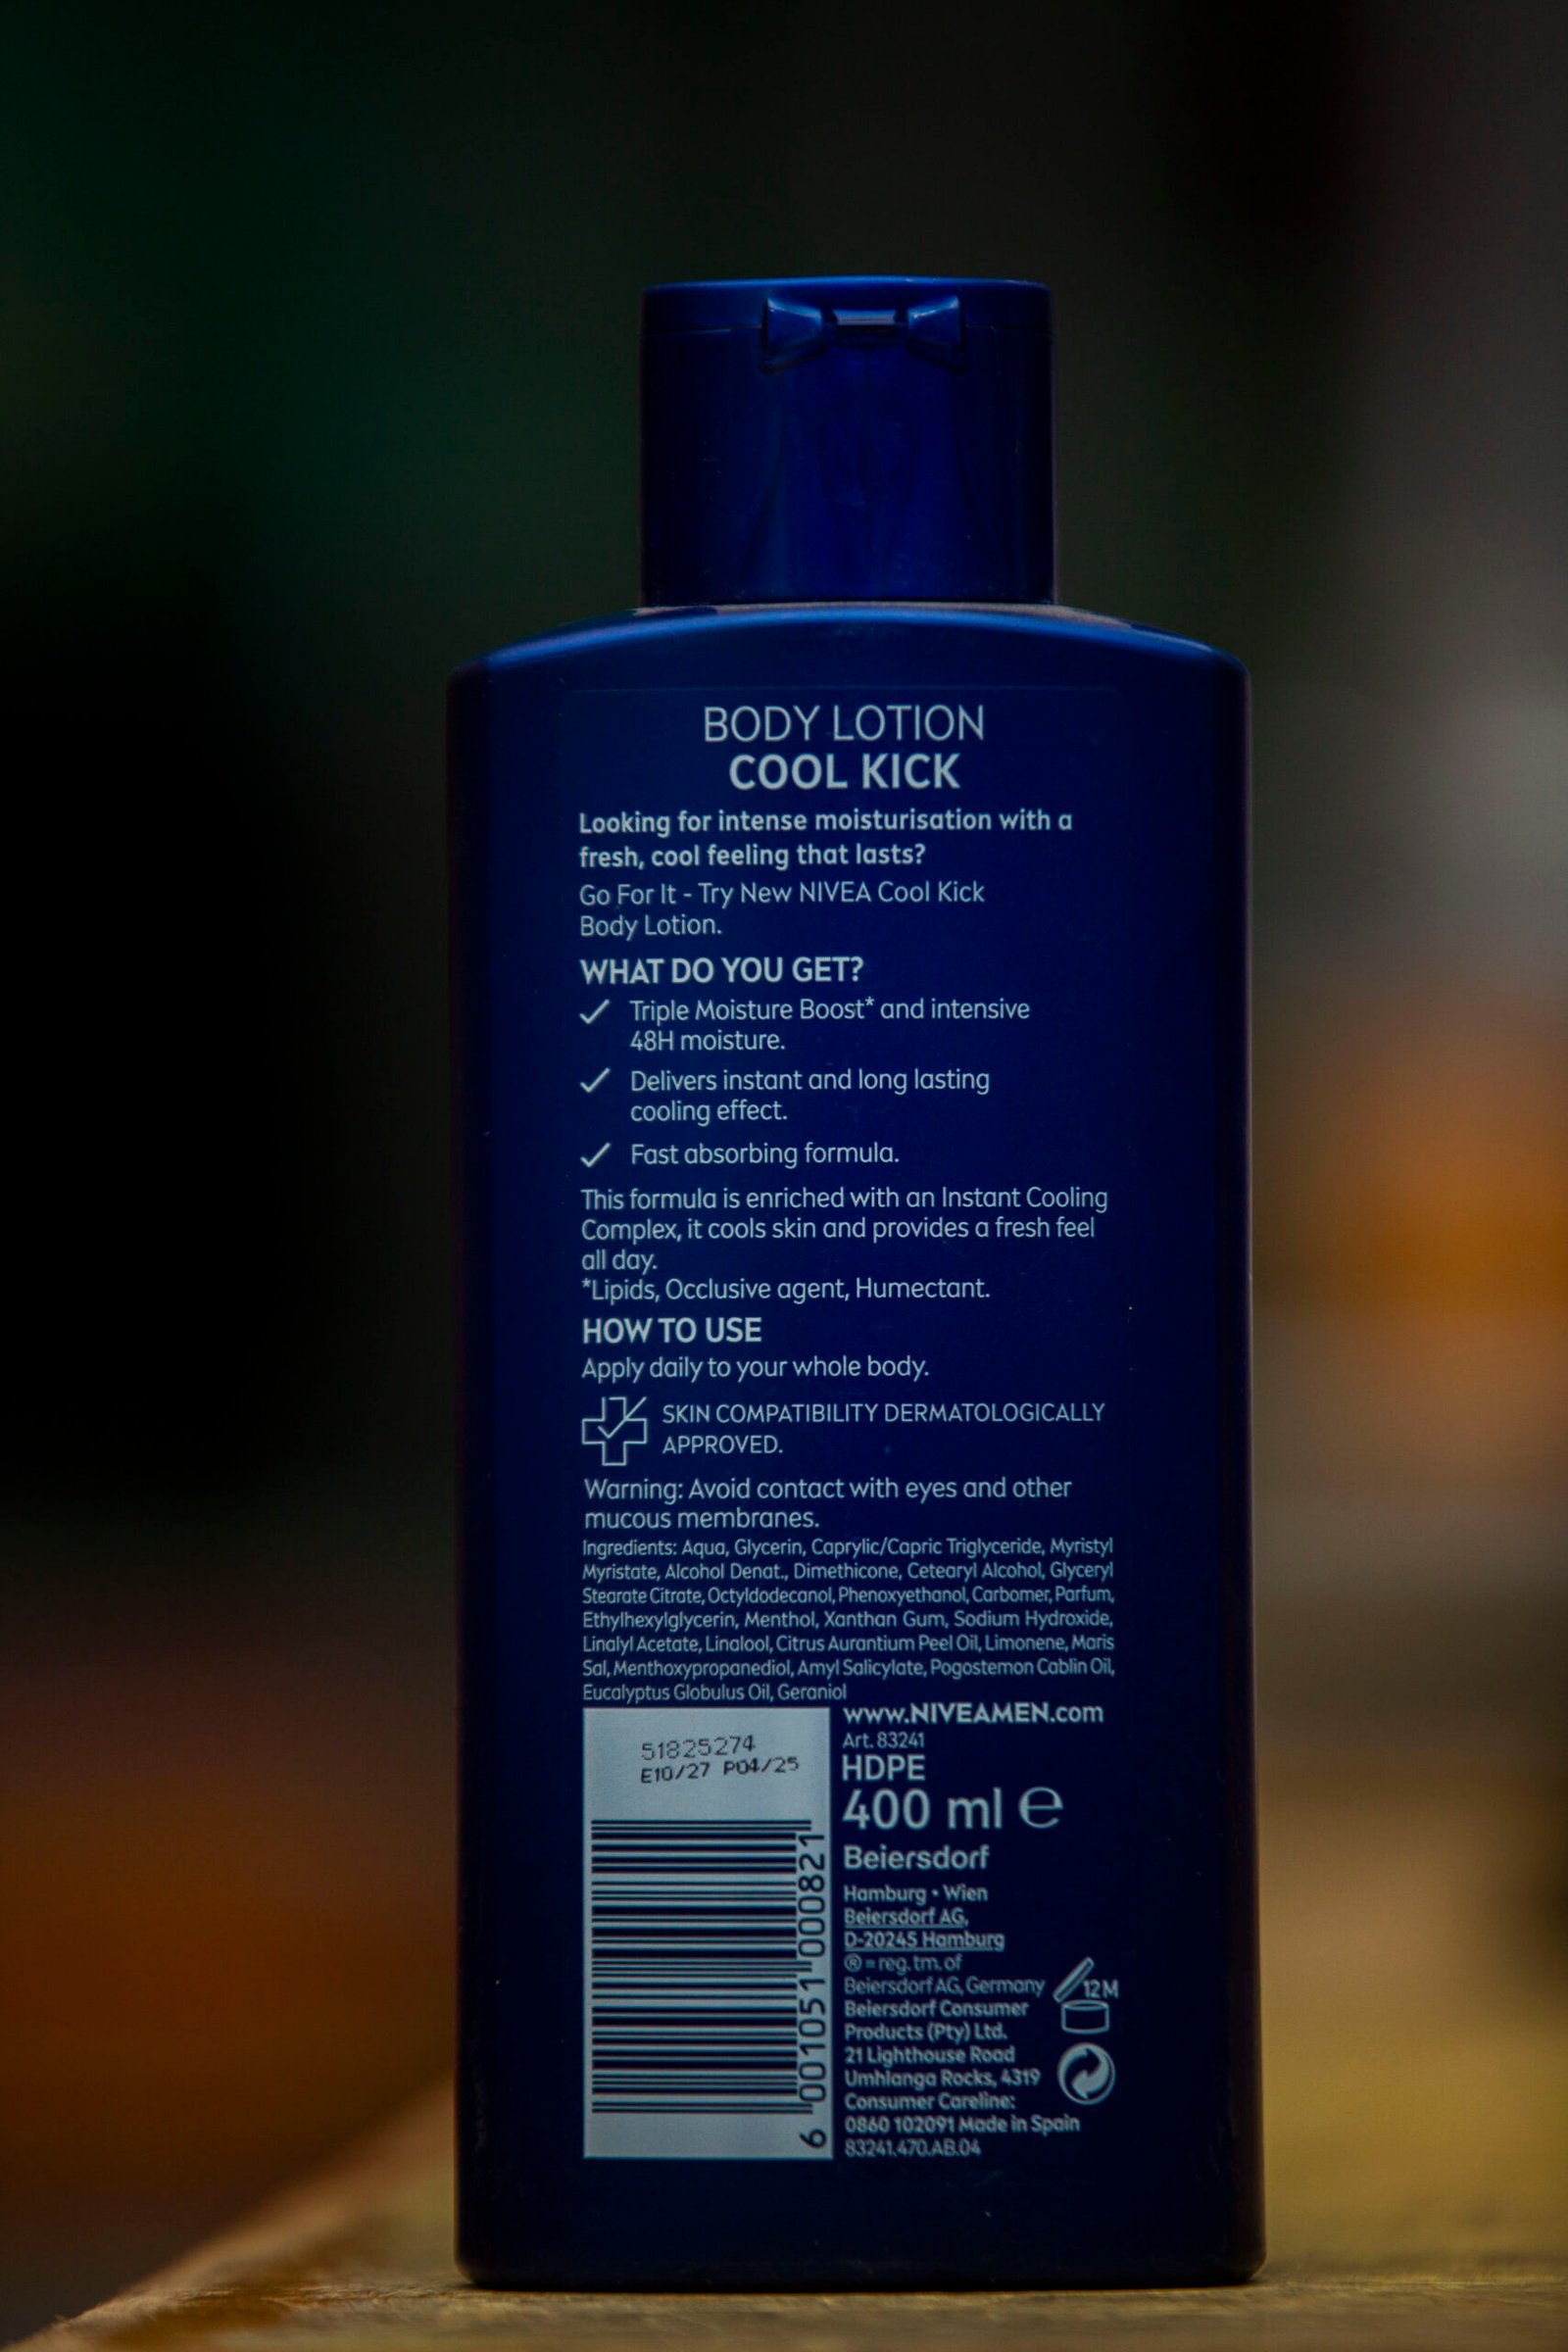 BODY LOTION
COOL KICK
Looking for intense moisturisation with a
fresh, cool feeling that lasts?
Go For It - Try New NIVEA Cool Kick
Body Lotion.
WHAT DO YOU GET?
Triple Moisture Boost* and intensive
48H moisture.
Delivers instant and long lasting
cooling effect.
Fast absorbing formula.
This formula is enriched with an Instant Cooling
Complex, it cools skin and provides a fresh feel
all day.
*Lipids, Occlusive agent, Humectant.
HOW TO USE
Apply daily to your whole body.
SKIN COMPATIBILITY DERMATOLOGICALLY
APPROVED.
Warning: Avoid contact with eyes and other
mucous membranes.
Ingredients: Aqua, Glycerin, Caprylic/Capric Triglyceride, Myristyl
Myristate, Alcohol Denat., Dimethicone, Cetearyl Alcohol, Glyceryl
Stearate Citrate, Octyldodecanol, Phenoxyethanol, Carbomer, Parfum,
Ethylhexylglycerin, Menthol, Xanthan Gum, Sodium Hydroxide,
Linalyl Acetate, Linalool, Citrus Aurantium Peel Oil, Limonene, Maris
Sal, Menthoxypropanediol, Amyl Salicylate, Pogostemon Cablin Oil,
Eucalyptus Globulus Oil, Geraniol
51825274
E10/27 P04/25
6 001051 000821
www.NIVEAMEN.com
Art. 83241
HDPE
400 ml ℮
Beiersdorf
Hamburg • Wien
Beiersdorf AG,
D-20245 Hamburg
® = reg. tm. of
Beiersdorf AG, Germany
Beiersdorf Consumer
Products (Pty) Ltd.
21 Lighthouse Road
Umhlanga Rocks, 4319
Consumer Careline:
0860 102091 Made in Spain
83241.470.AB.04
12M